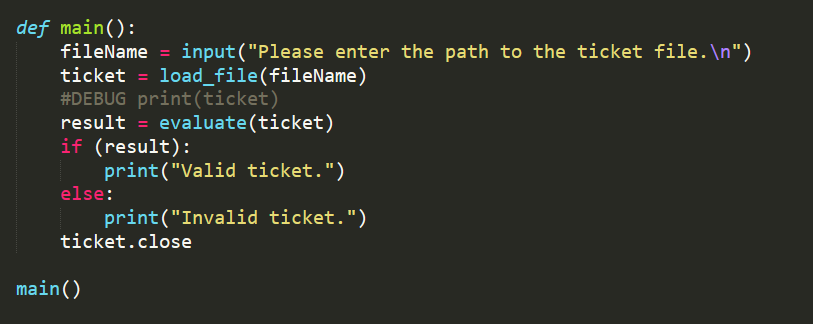 def main():
    fileName = input("Please enter the path to the ticket file.\n")
    ticket = load_file(fileName)
    #DEBUG print(ticket)
    result = evaluate(ticket)
    if (result):
        print("Valid ticket.")
    else:
        print("Invalid ticket.")
    ticket.close
main()